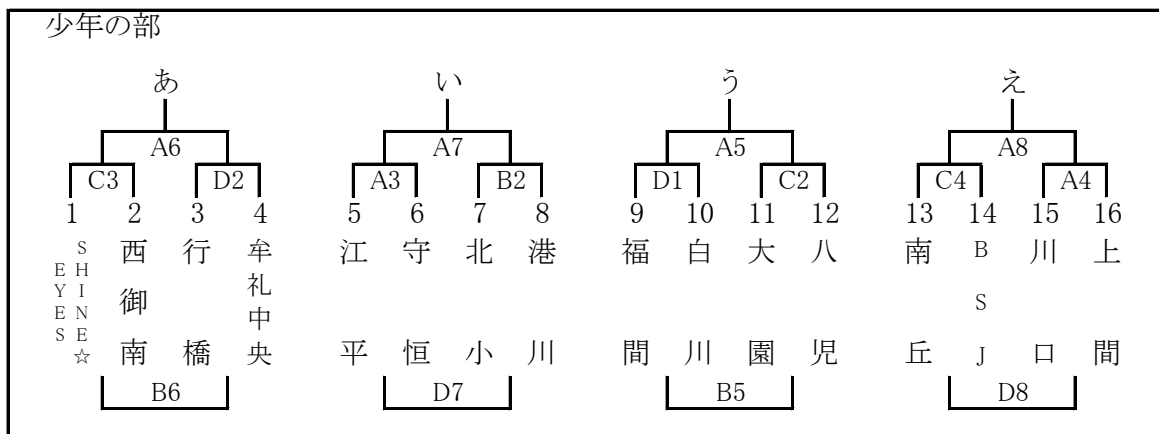 少年の部
あ い う え
A6 A7 A5 A8
C3 D2 A3 B2 D1 C2 C4 A4
1 2 3 4 5 6 7 8 9 10 11 12 13 14 15 16
SHINE☆
EYES
西御南
行橋
牟礼中央
江平
守恒
北小
港川
福間
白川
大園
八児
南丘
BSJ
川口
上間
B6 D7 B5 D8